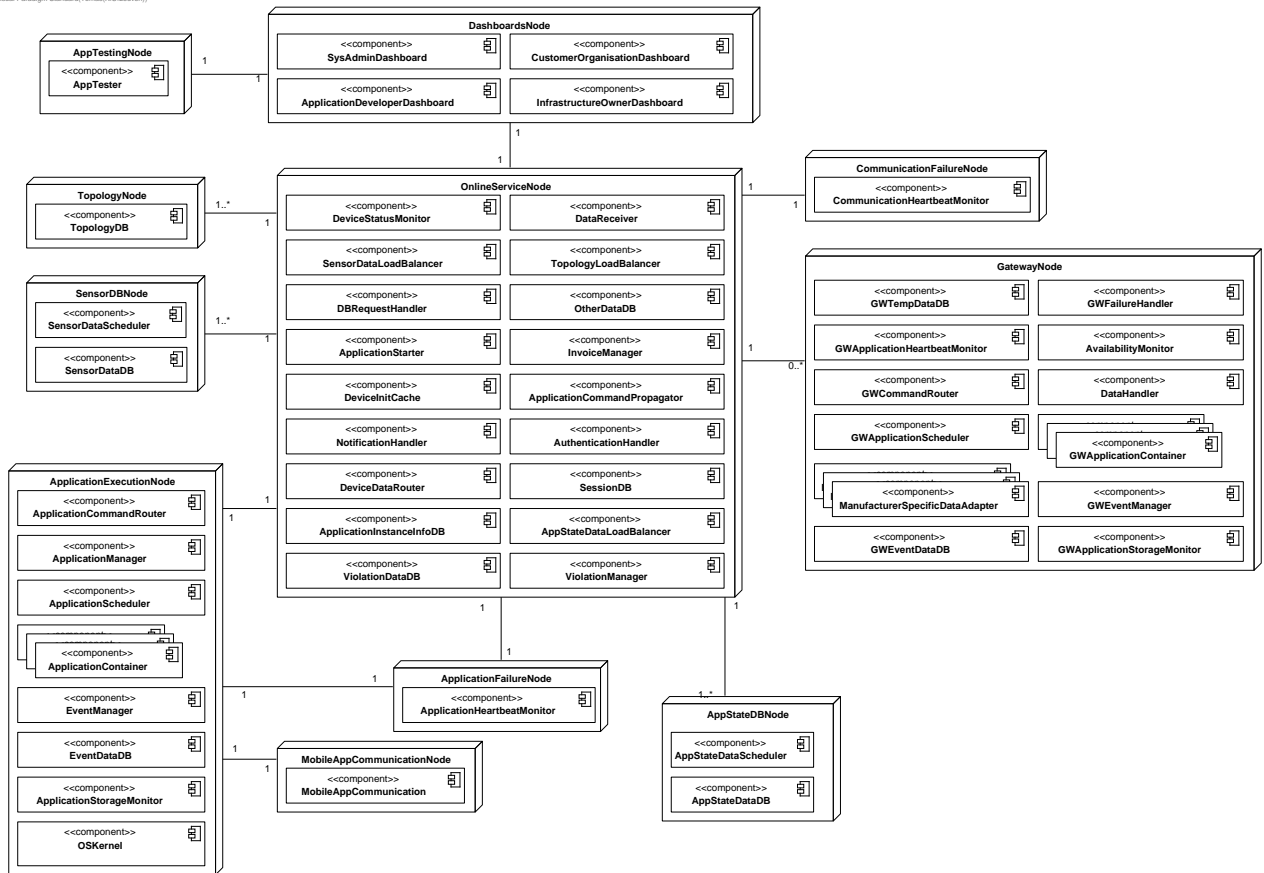 DashboardsNode
<<component>>
SysAdminDashboard
<<component>>
CustomerOrganisationDashboard
<<component>>
ApplicationDeveloperDashboard
<<component>>
InfrastructureOwnerDashboard
AppTestingNode
<<component>>
AppTester
1
1
1
1
TopologyNode
<<component>>
TopologyDB
1..*
1
SensorDBNode
<<component>>
SensorDataScheduler
<<component>>
SensorDataDB
1..*
1
OnlineServiceNode
<<component>>
DeviceStatusMonitor
<<component>>
DataReceiver
<<component>>
SensorDataLoadBalancer
<<component>>
TopologyLoadBalancer
<<component>>
DBRequestHandler
<<component>>
OtherDataDB
<<component>>
ApplicationStarter
<<component>>
InvoiceManager
<<component>>
DeviceInitCache
<<component>>
ApplicationCommandPropagator
<<component>>
NotificationHandler
<<component>>
AuthenticationHandler
<<component>>
DeviceDataRouter
<<component>>
SessionDB
<<component>>
ApplicationInstanceInfoDB
<<component>>
AppStateDataLoadBalancer
<<component>>
ViolationDataDB
<<component>>
ViolationManager
1
1
CommunicationFailureNode
<<component>>
CommunicationHeartbeatMonitor
1
0..*
GatewayNode
<<component>>
GWTempDataDB
<<component>>
GWFailureHandler
<<component>>
GWApplicationHeartbeatMonitor
<<component>>
AvailabilityMonitor
<<component>>
GWCommandRouter
<<component>>
DataHandler
<<component>>
GWApplicationScheduler
<<component>>
GWApplicationContainer
<<component>>
ManufacturerSpecificDataAdapter
<<component>>
GWEventManager
<<component>>
GWEventDataDB
<<component>>
GWApplicationStorageMonitor
ApplicationExecutionNode
<<component>>
ApplicationCommandRouter
<<component>>
ApplicationManager
<<component>>
ApplicationScheduler
<<component>>
ApplicationContainer
<<component>>
EventManager
<<component>>
EventDataDB
<<component>>
ApplicationStorageMonitor
<<component>>
OSKernel
1
1
1
1
1
1
ApplicationFailureNode
<<component>>
ApplicationHeartbeatMonitor
1
1
MobileAppCommunicationNode
<<component>>
MobileAppCommunication
1
1..*
AppStateDBNode
<<component>>
AppStateDataScheduler
<<component>>
AppStateDataDB